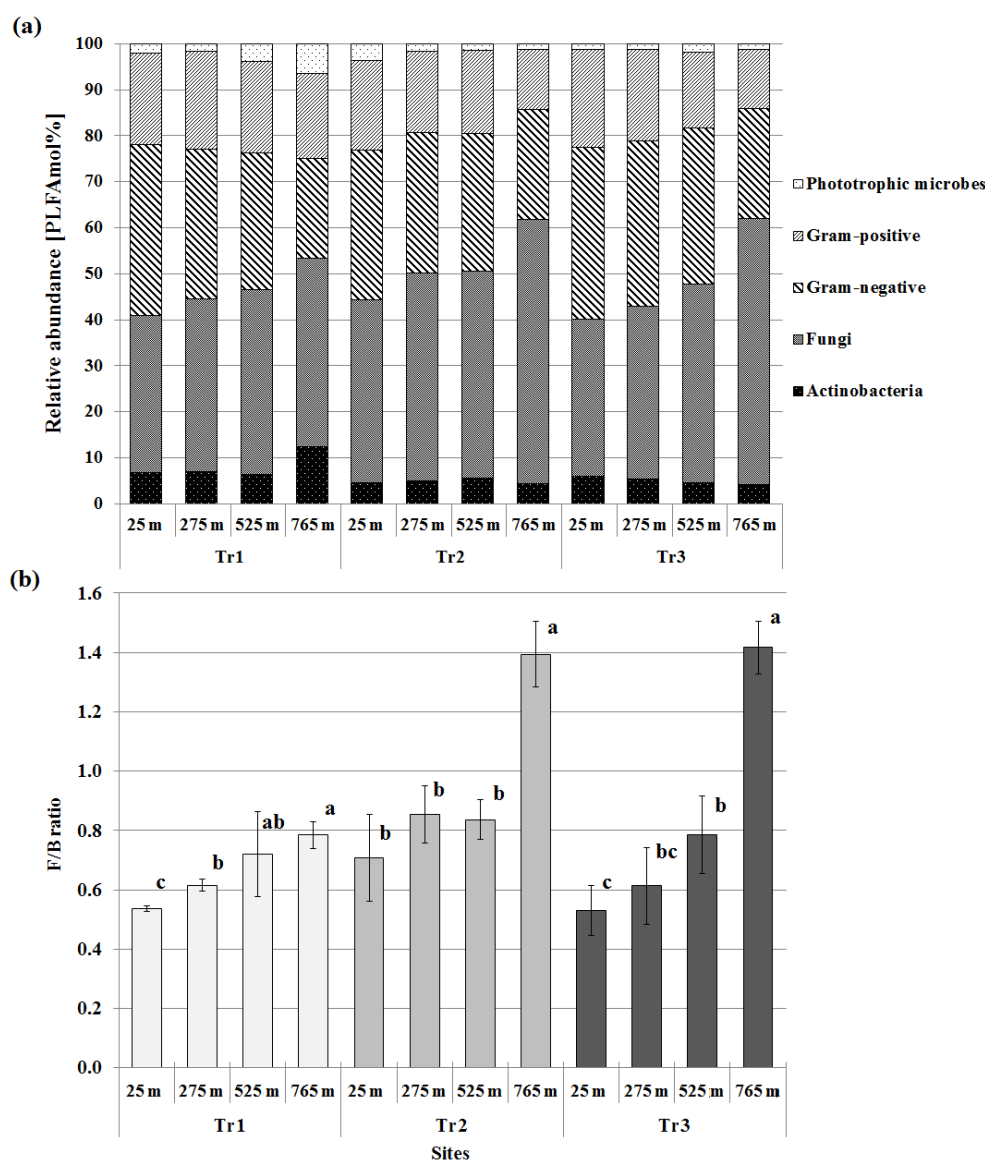 (a)
Relative abundance [PLFAmol%]
100
90
80
70
60
50
40
30
20
10
0
Phototrophic microbes
Gram-positive
Gram-negative
Fungi
Actinobacteria
25 m 275 m 525 m 765 m 25 m 275 m 525 m 765 m 25 m 275 m 525 m 765 m
Tr1 Tr2 Tr3
(b)
F/B ratio
1.6
1.4
1.2
1.0
0.8
0.6
0.4
0.2
0.0
c b ab a b b b a c bc b a
25 m 275 m 525 m 765 m 25 m 275 m 525 m 765 m 25 m 275 m 525 m 765 m
Tr1 Tr2 Tr3
Sites